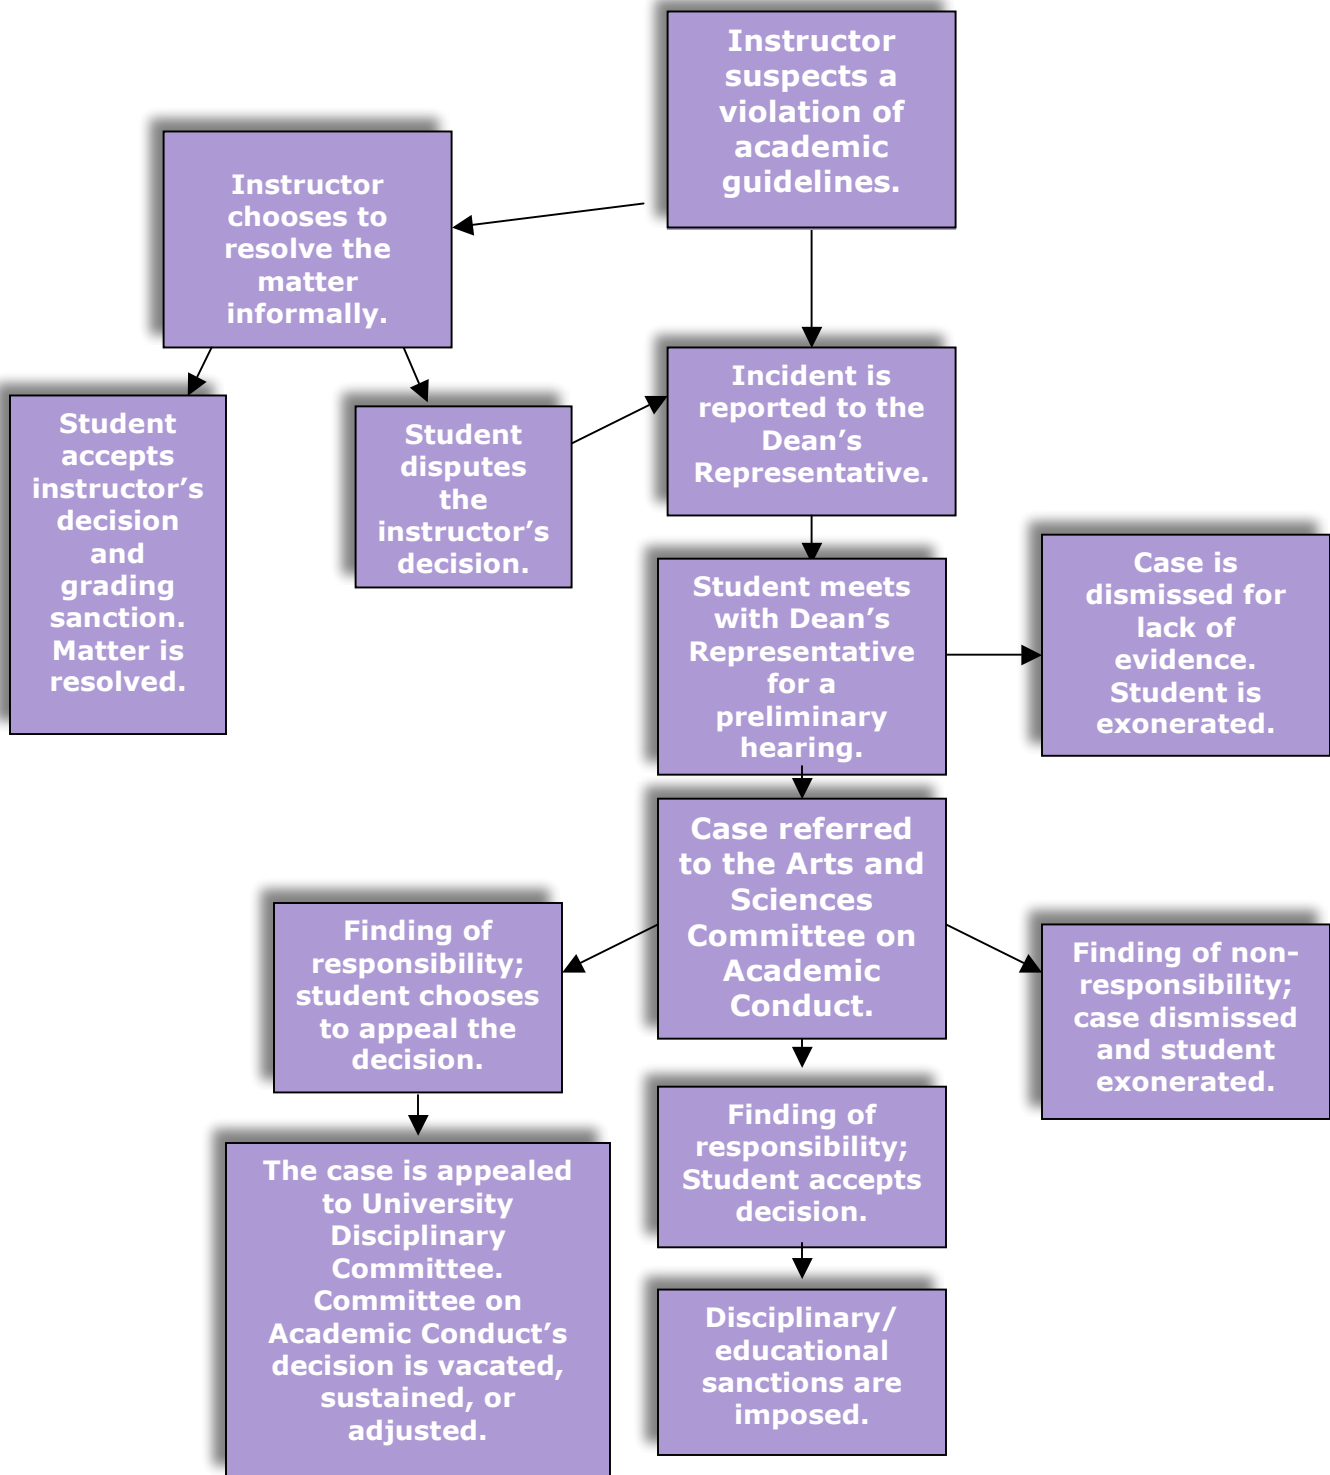 Instructor
suspects a
violation of
academic
guidelines.
Instructor
chooses to
resolve the
matter
informally.
Student
accepts
instructor’s
decision
and
grading
sanction.
Matter is
resolved.
Student
disputes
the
instructor’s
decision.
Incident is
reported to the
Dean’s
Representative.
Student meets
with Dean’s
Representative
for a
preliminary
hearing.
Case is
dismissed for
lack of
evidence.
Student is
exonerated.
Case referred
to the Arts and
Sciences
Committee on
Academic
Conduct.
Finding of
responsibility;
student chooses
to appeal the
decision.
Finding of non-
responsibility;
case dismissed
and student
exonerated.
Finding of
responsibility;
Student accepts
decision.
The case is appealed
to University
Disciplinary
Committee.
Committee on
Academic Conduct’s
decision is vacated,
sustained, or
adjusted.
Disciplinary/
educational
sanctions are
imposed.